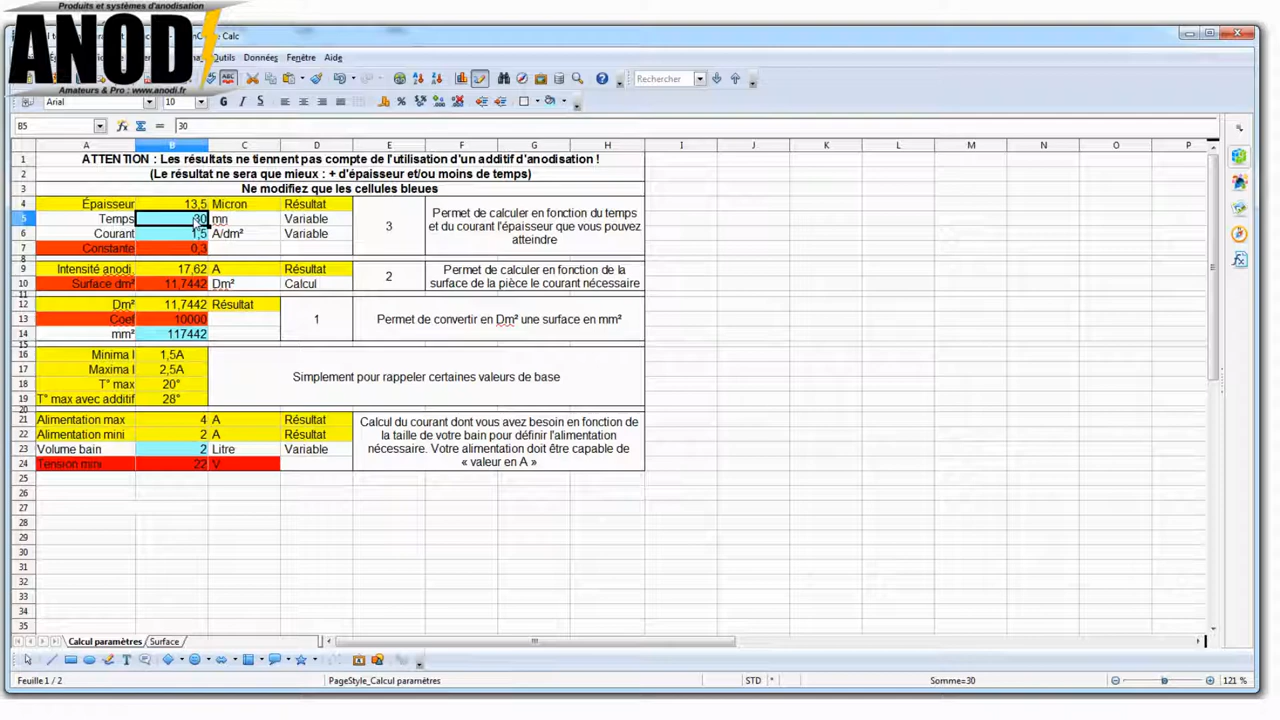 Produits et systèmes d'anodisation
ANODI
Amateurs & Pro : www.anodi.fr
Calc
Outils Données Fenêtre Aide
Rechercher
Arial 10
B5 30
A B C D E F G H I J K L M N O P
1 ATTENTION : Les résultats ne tiennent pas compte de l'utilisation d'un additif d'anodisation !
2 (Le résultat ne sera que mieux : + d'épaisseur et/ou moins de temps)
3 Ne modifiez que les cellules bleues
4 Épaisseur 13,5 Micron Résultat
5 Temps 30 mn Variable
6 Courant 1,5 A/dm² Variable
7 Constante 0,3
3
Permet de calculer en fonction du temps
et du courant l'épaisseur que vous pouvez
atteindre
8
9 Intensité anodi. 17,62 A Résultat
10 Surface dm² 11,7442 Dm² Calcul
2
Permet de calculer en fonction de la
surface de la pièce le courant nécessaire
11
12 Dm² 11,7442 Résultat
13 Coef 10000
14 mm² 117442
1
Permet de convertir en Dm² une surface en mm²
15
16 Minima I 1,5A
17 Maxima I 2,5A
18 T° max 20°
19 T° max avec additif 28°
Simplement pour rappeler certaines valeurs de base
20
21 Alimentation max 4 A Résultat
22 Alimentation mini 2 A Résultat
23 Volume bain 2 Litre Variable
24 Tension mini 22 V
Calcul du courant dont vous avez besoin en fonction de
la taille de votre bain pour définir l'alimentation
nécessaire. Votre alimentation doit être capable de
« valeur en A »
25
26
27
28
29
30
31
32
33
34
35
Calcul paramètres Surface
Feuille 1 / 2 PageStyle_Calcul paramètres STD * Somme=30 121 %